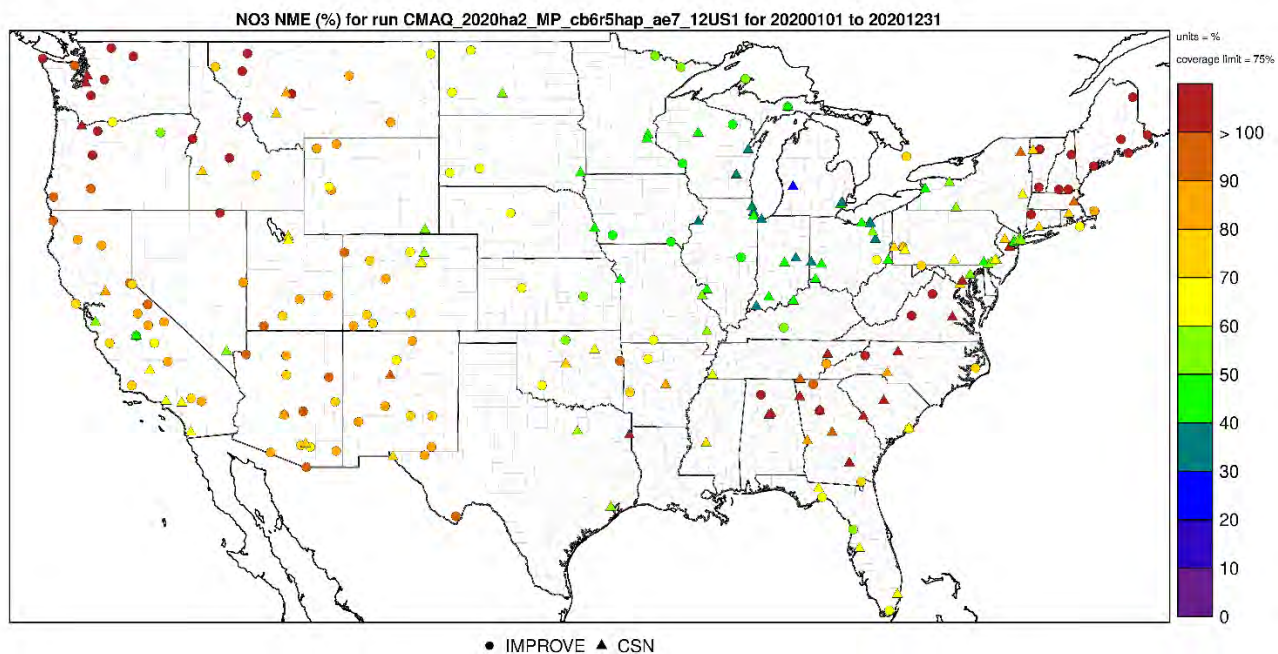 NO3 NME (%) for run CMAQ_2020ha2_MP_cb6r5hap_ae7_12US1 for 20200101 to 20201231
units = %
coverage limit = 75%
> 100
90
80
70
60
50
40
30
20
10
0
● IMPROVE ▲ CSN